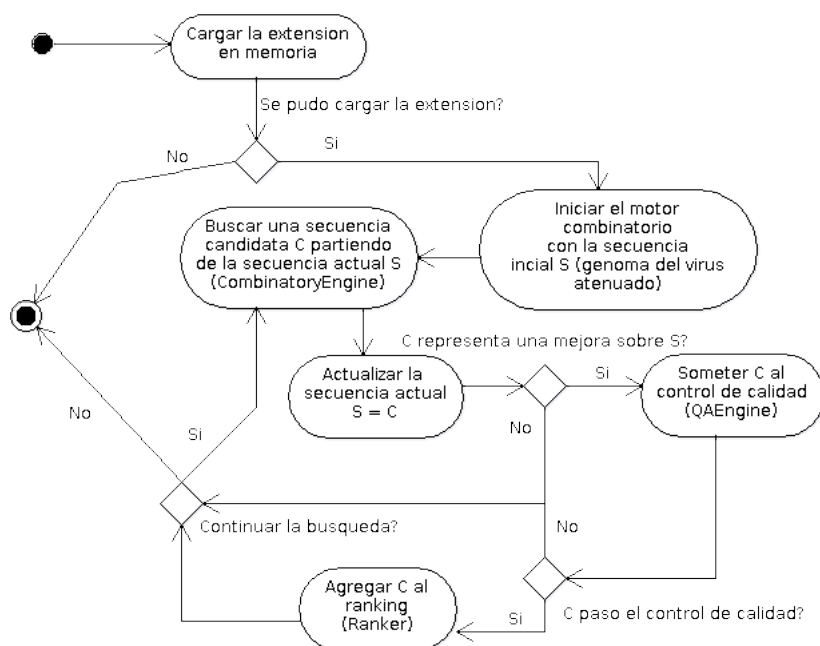 Cargar la extension
en memoria
Se pudo cargar la extension?
No
Si
Buscar una secuencia
candidata C partiendo
de la secuencia actual S
(CombinatoryEngine)
Iniciar el motor
combinatorio
con la secuencia
incial S (genoma del virus
atenuado)
C representa una mejora sobre S?
Actualizar la
secuencia actual
S = C
Si
Someter C al
control de calidad
(QAEngine)
No
Si
No
Continuar la busqueda?
No
Agregar C al
ranking
(Ranker)
Si
C paso el control de calidad?